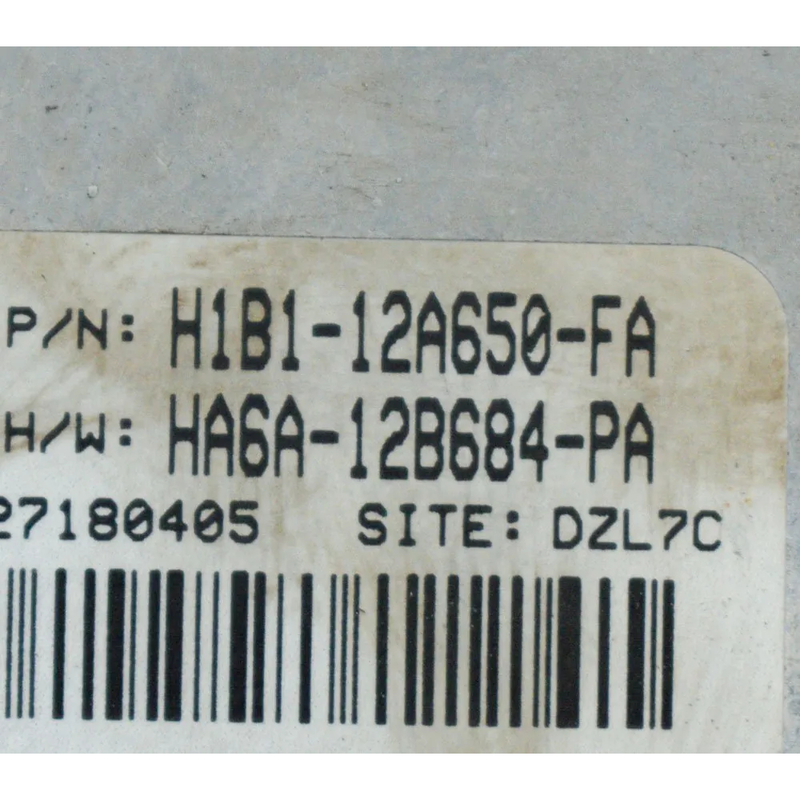 P/N: H1B1-12A650-FA
H/W: HA6A-12B684-PA
27180405 SITE: DZL7C